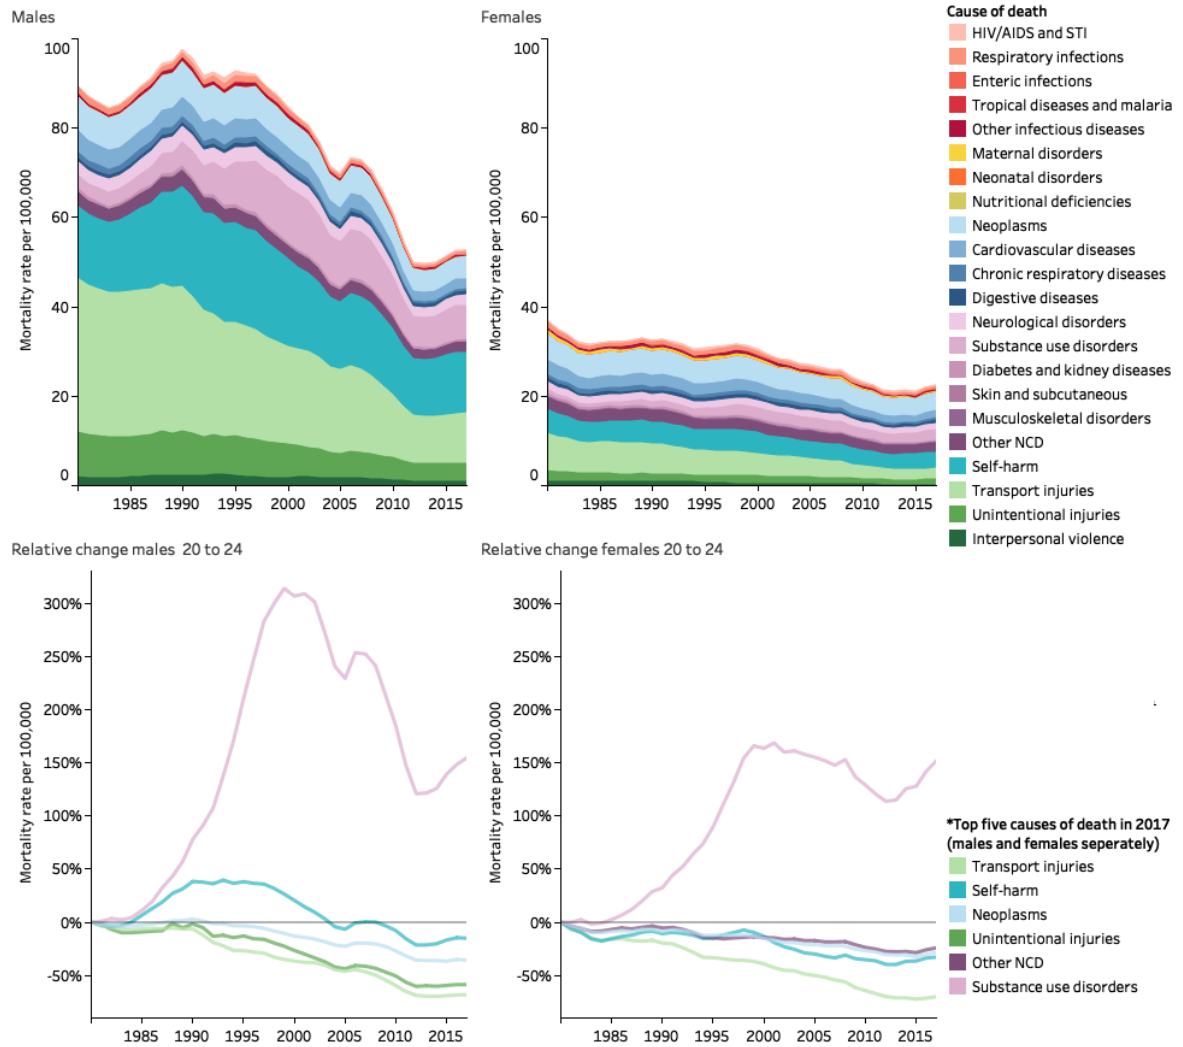 Males
Mortality rate per 100,000
100
80
60
40
20
0
1985 1990 1995 2000 2005 2010 2015
Females
Mortality rate per 100,000
100
80
60
40
20
0
1985 1990 1995 2000 2005 2010 2015
Cause of death
HIV/AIDS and STI
Respiratory infections
Enteric infections
Tropical diseases and malaria
Other infectious diseases
Maternal disorders
Neonatal disorders
Nutritional deficiencies
Neoplasms
Cardiovascular diseases
Chronic respiratory diseases
Digestive diseases
Neurological disorders
Substance use disorders
Diabetes and kidney diseases
Skin and subcutaneous
Musculoskeletal disorders
Other NCD
Self-harm
Transport injuries
Unintentional injuries
Interpersonal violence
Relative change males 20 to 24
Mortality rate per 100,000
300%
250%
200%
150%
100%
50%
0%
-50%
1985 1990 1995 2000 2005 2010 2015
Relative change females 20 to 24
Mortality rate per 100,000
300%
250%
200%
150%
100%
50%
0%
-50%
1985 1990 1995 2000 2005 2010 2015
*Top five causes of death in 2017
(males and females seperately)
Transport injuries
Self-harm
Neoplasms
Unintentional injuries
Other NCD
Substance use disorders